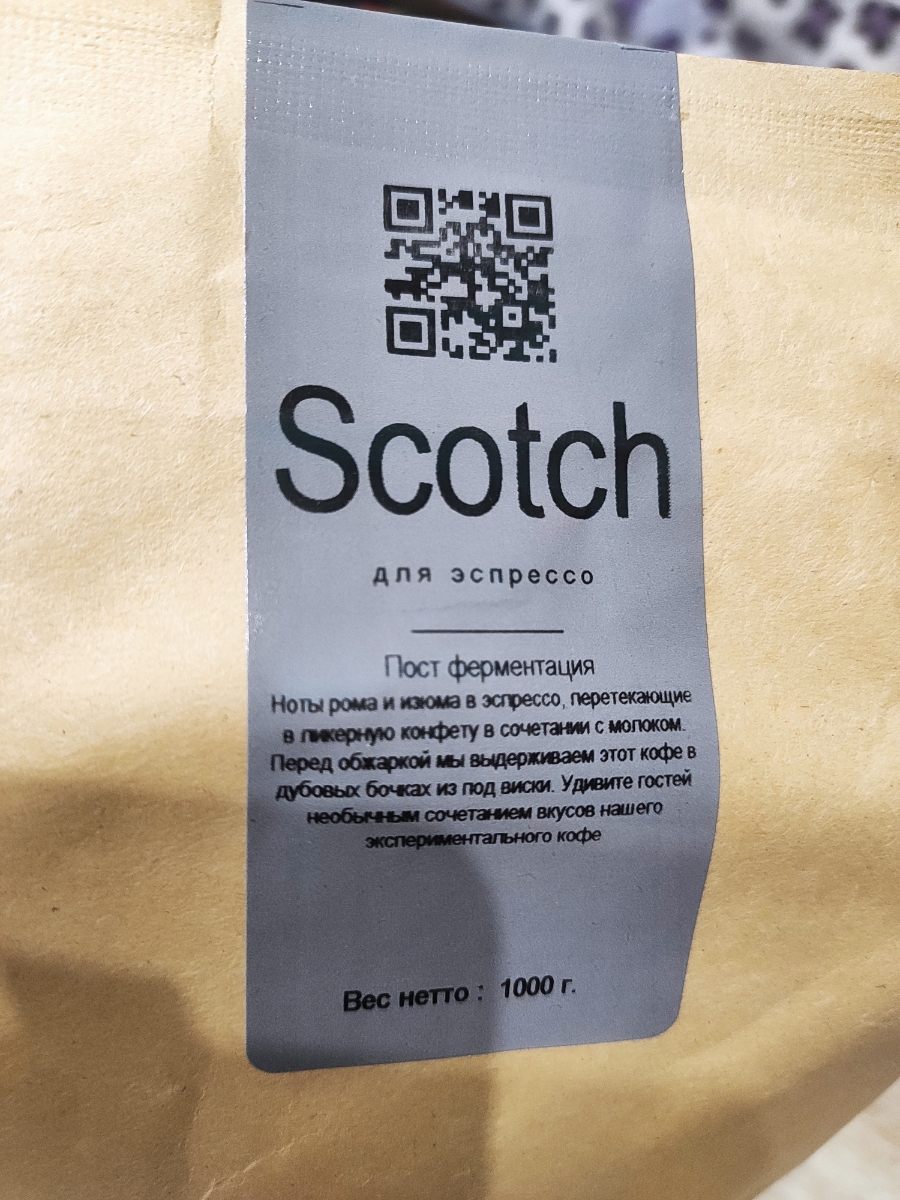 Scotch
для эспрессо
Пост ферментация
Ноты рома и изюма в эспрессо, перетекающие
в ликерную конфету в сочетании с молоком.
Перед обжаркой мы выдерживаем этот кофе в
дубовых бочках из под виски. Удивите гостей
необычным сочетанием вкусов нашего
экспериментального кофе
Вес нетто : 1000 г.